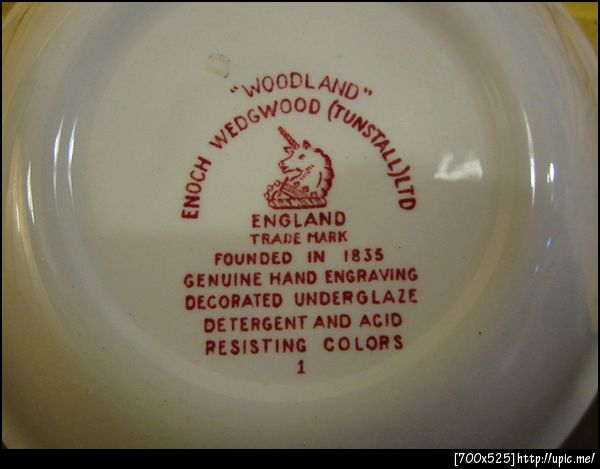 "WOODLAND"
ENOCH WEDGWOOD (TUNSTALL) LTD
ENGLAND
TRADE MARK
FOUNDED IN 1835
GENUINE HAND ENGRAVING
DECORATED UNDERGLAZE
DETERGENT AND ACID
RESISTING COLORS
1
[700x525]http://upic.me/